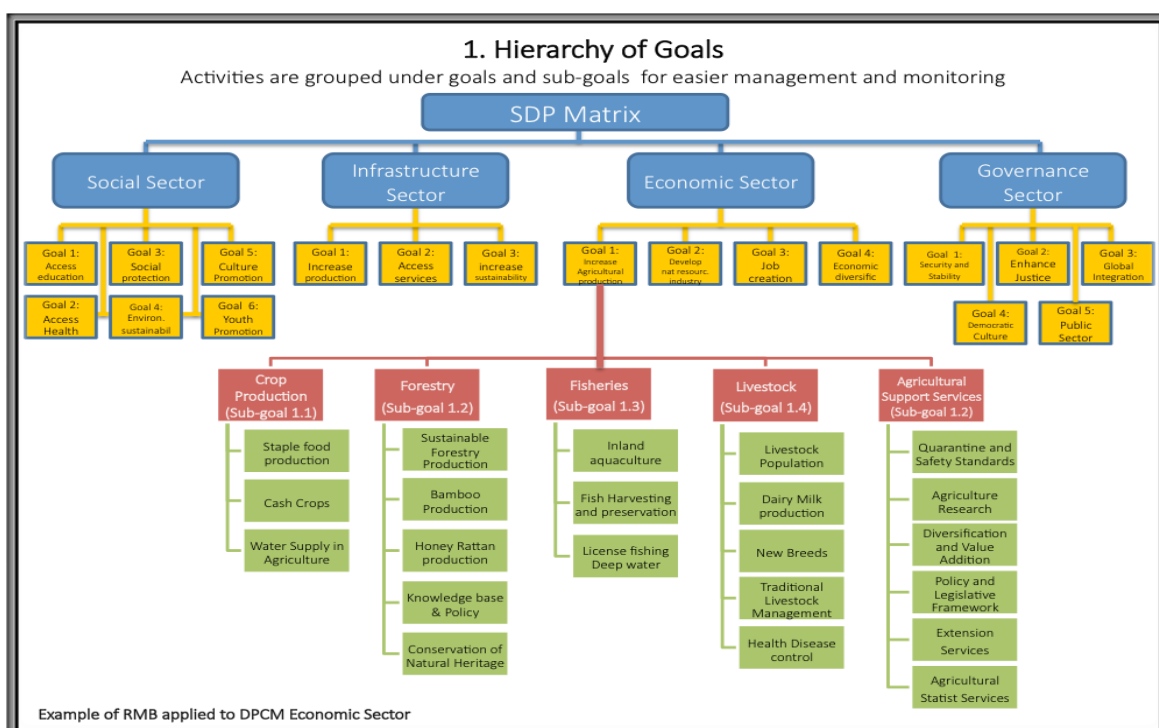 1. Hierarchy of Goals
Activities are grouped under goals and sub-goals for easier management and monitoring
SDP Matrix
Social Sector
Infrastructure
Sector
Economic Sector
Governance
Sector
Goal 1:
Access
education
Goal 3:
Social
protection
Goal 5:
Culture
Promotion
Goal 2:
Access
Health
Goal 4:
Environ.
sustainabil
Goal 6:
Youth
Promotion
Goal 1:
Increase
production
Goal 2:
Access
services
Goal 3:
increase
sustainability
Goal 1:
Increase
Agricultural
production
Goal 2:
Develop
nat resourc.
industry.
Goal 3:
Job
creation
Goal 4:
Economic
diversific
Goal 1:
Security and
Stability
Goal 2:
Enhance
Justice
Goal 3:
Global
Integration
Goal 4:
Democratic
Culture
Goal 5:
Public
Sector
Crop
Production
(Sub-goal 1.1)
Staple food
production
Cash Crops
Water Supply in
Agriculture
Forestry
(Sub-goal 1.2)
Sustainable
Forestry
Production
Bamboo
Production
Honey Rattan
production
Knowledge base
& Policy
Conservation of
Natural Heritage
Fisheries
(Sub-goal 1.3)
Inland
aquaculture
Fish Harvesting
and preservation
License fishing
Deep water
Livestock
(Sub-goal 1.4)
Livestock
Population
Dairy Milk
production
New Breeds
Traditional
Livestock
Management
Health Disease
control
Agricultural
Support Services
(Sub-goal 1.2)
Quarantine and
Safety Standards
Agriculture
Research
Diversification
and Value
Addition
Policy and
Legislative
Framework
Extension
Services
Agricultural
Statist Services
Example of RMB applied to DPCM Economic Sector